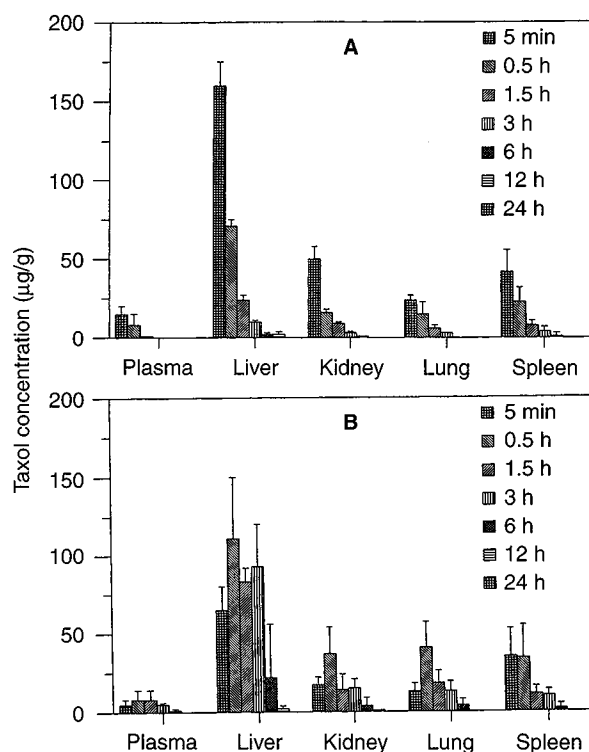 Taxol concentration (µg/g)
200
150
100
50
0
A
5 min
0.5 h
1.5 h
3 h
6 h
12 h
24 h
Plasma Liver Kidney Lung Spleen
200
150
100
50
0
B
5 min
0.5 h
1.5 h
3 h
6 h
12 h
24 h
Plasma Liver Kidney Lung Spleen